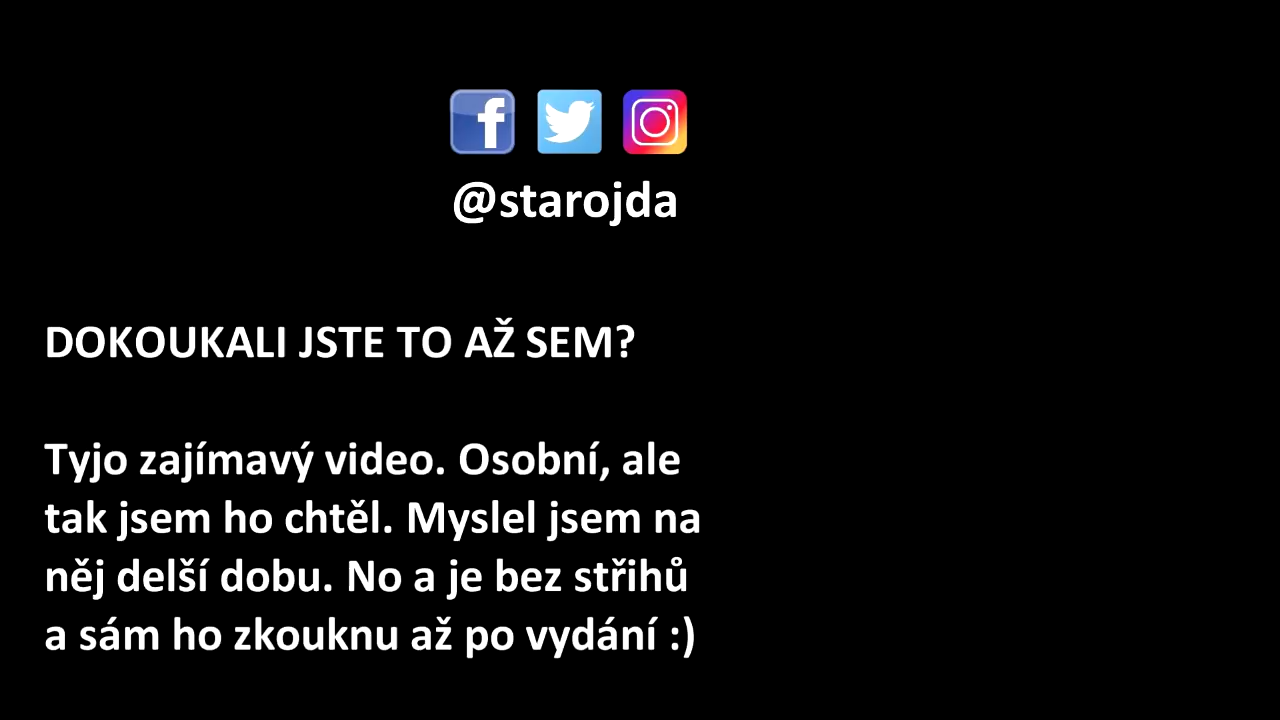 @starojda
DOKOUKALI JSTE TO AŽ SEM?
Tyjo zajímavý video. Osobní, ale
tak jsem ho chtěl. Myslel jsem na
něj delší dobu. No a je bez střihů
a sám ho zkouknu až po vydání :)